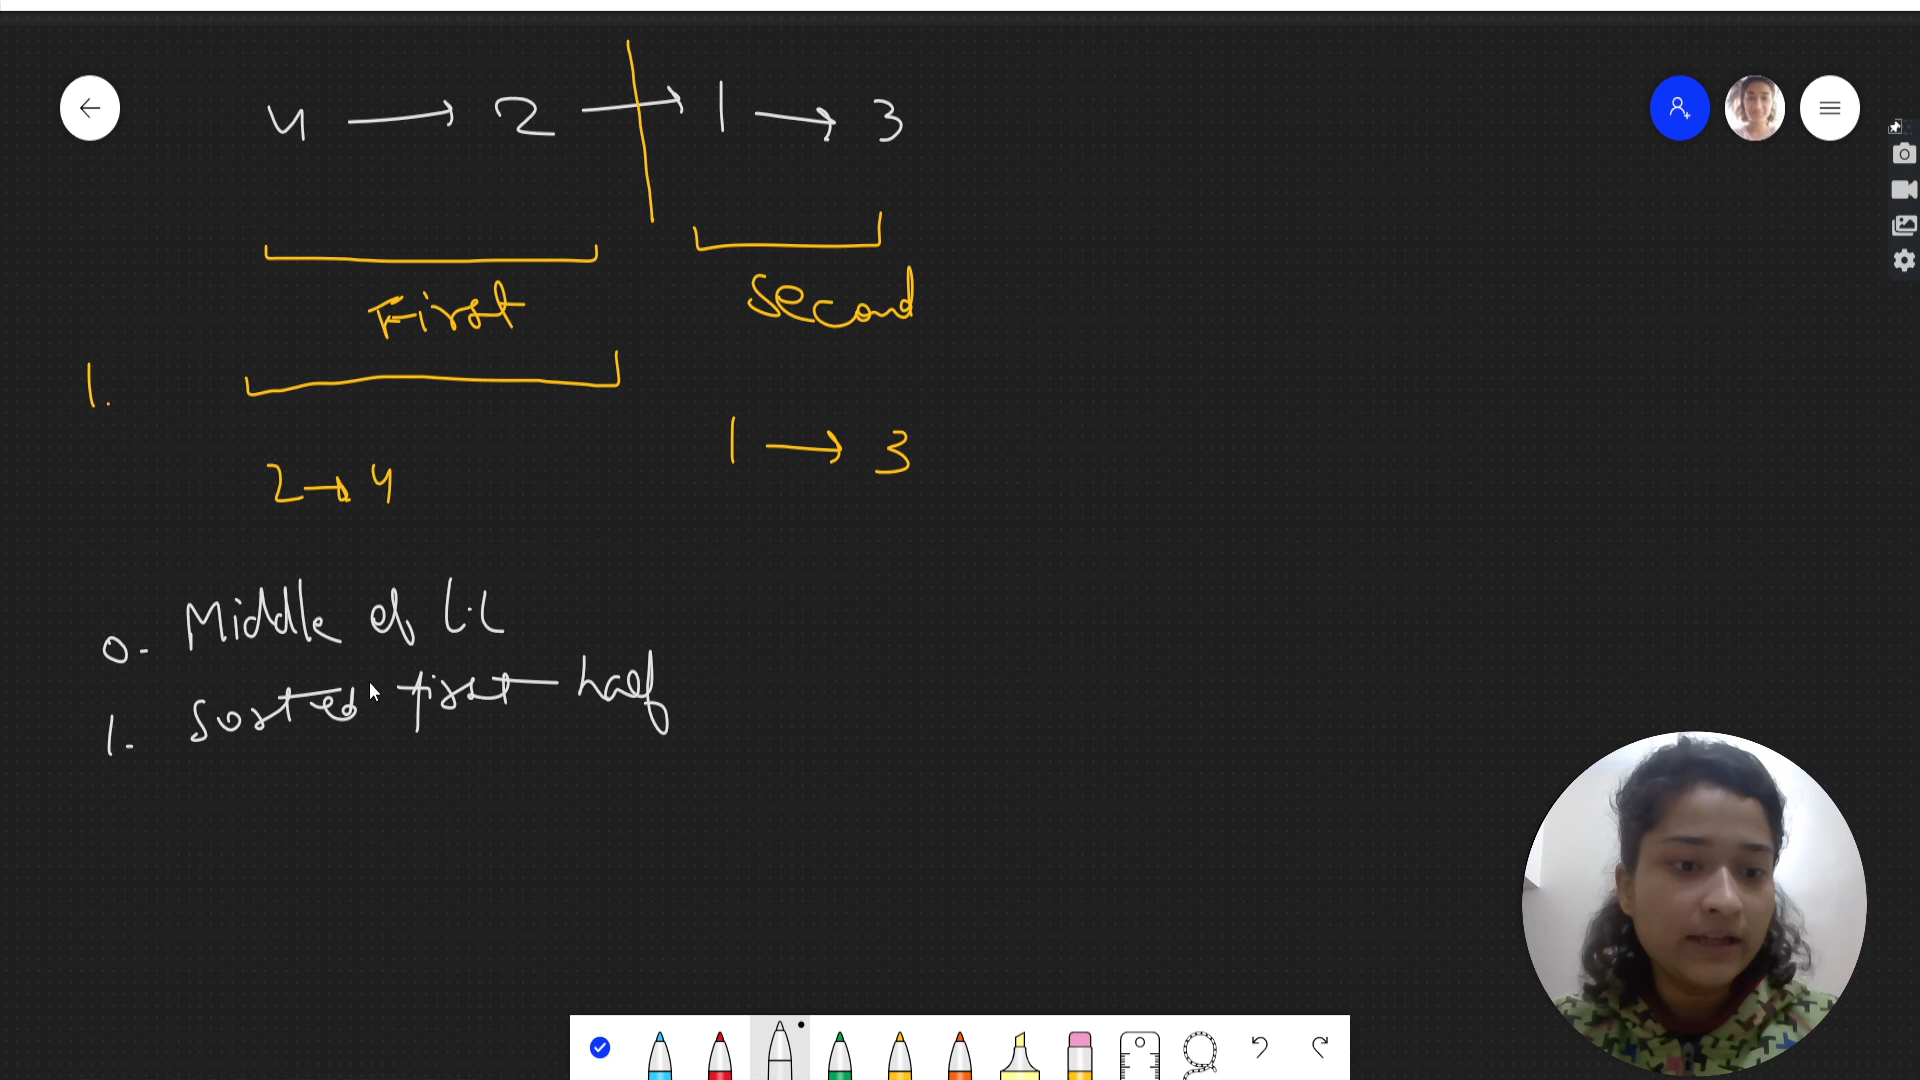 4 → 2 → 1 → 3
First
Second
1.
1 → 3
2 → 4
0. Middle of L.L
1. Sorted first half